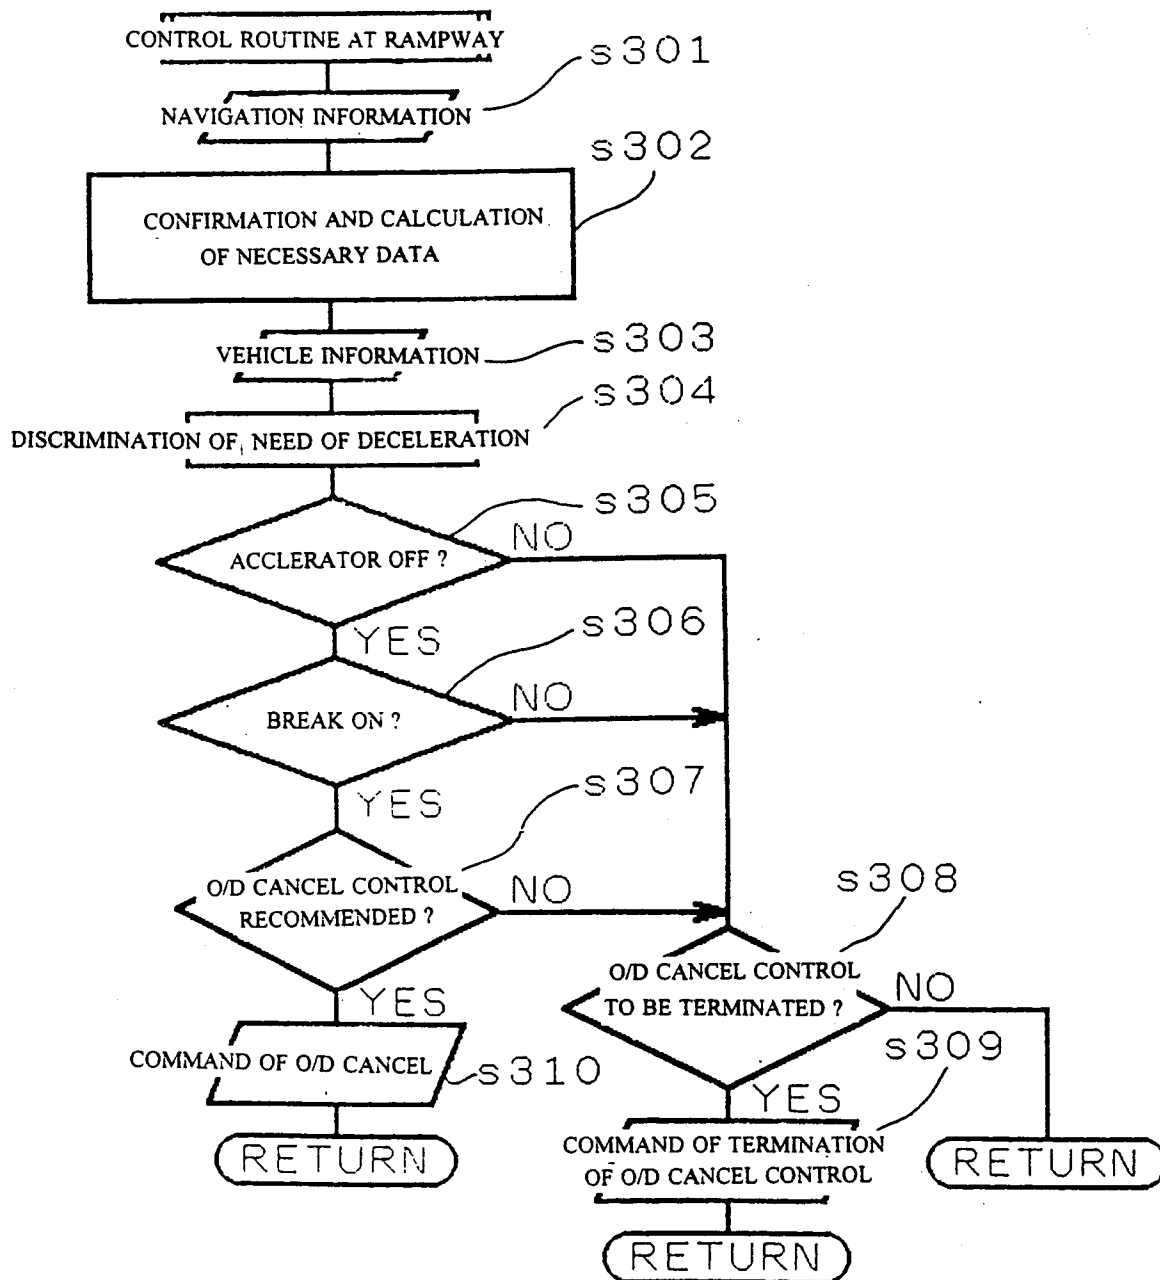 CONTROL ROUTINE AT RAMPWAY
s301
NAVIGATION INFORMATION
s302
CONFIRMATION AND CALCULATION
OF NECESSARY DATA
s303
VEHICLE INFORMATION
s304
DISCRIMINATION OF NEED OF DECELERATION
s305
NO
ACCLERATOR OFF ?
YES
s306
NO
BREAK ON ?
YES
s307
O/D CANCEL CONTROL
RECOMMENDED ?
NO
s308
O/D CANCEL CONTROL
TO BE TERMINATED ?
NO
YES
COMMAND OF O/D CANCEL
s310
s309
YES
COMMAND OF TERMINATION
OF O/D CANCEL CONTROL
RETURN
RETURN
RETURN